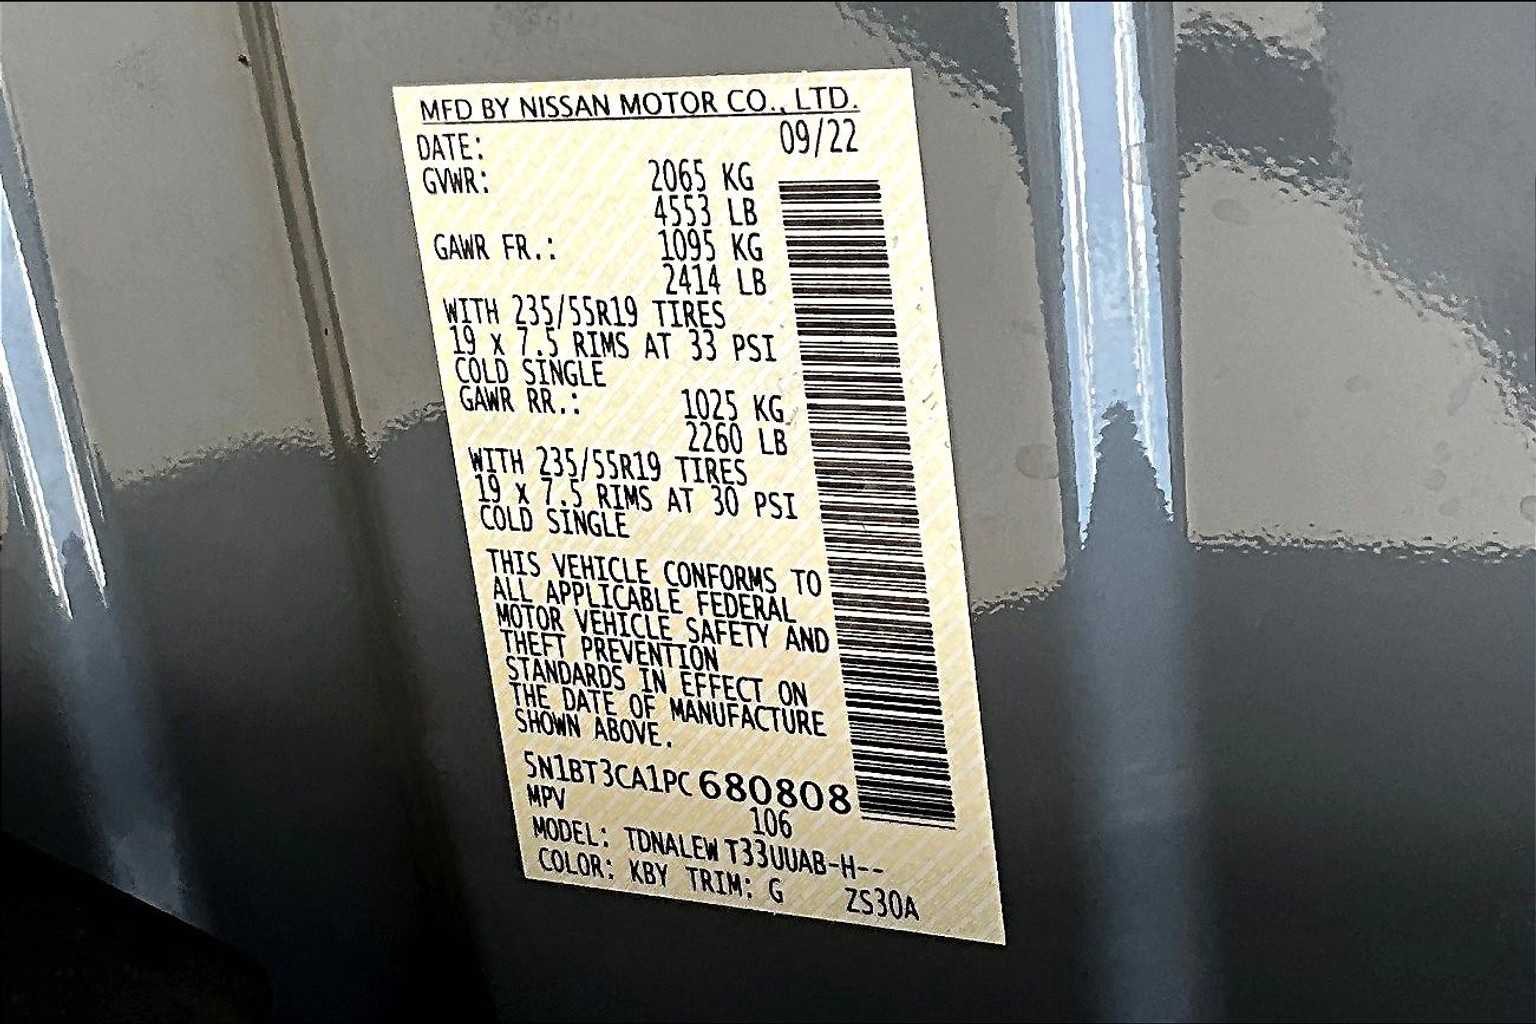 MFD BY NISSAN MOTOR CO., LTD.
DATE: 09/22
GVWR: 2065 KG
4553 LB
GAWR FR.: 1095 KG
2414 LB
WITH 235/55R19 TIRES
19 X 7.5 RIMS AT 33 PSI
COLD SINGLE
GAWR RR.: 1025 KG
2260 LB
WITH 235/55R19 TIRES
19 X 7.5 RIMS AT 30 PSI
COLD SINGLE
THIS VEHICLE CONFORMS TO
ALL APPLICABLE FEDERAL
MOTOR VEHICLE SAFETY AND
THEFT PREVENTION
STANDARDS IN EFFECT ON
THE DATE OF MANUFACTURE
SHOWN ABOVE.
5N1BT3CA1PC680808
MPV 106
MODEL: TDNALEW T33UUAB-H--
COLOR: KBY TRIM: G ZS30A